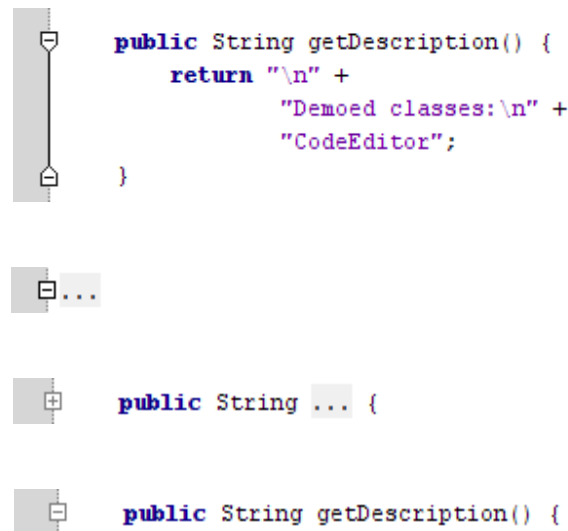 public String getDescription() {
return "\n" +
"Demoed classes:\n" +
"CodeEditor";
}
...
public String ... {
public String getDescription() {